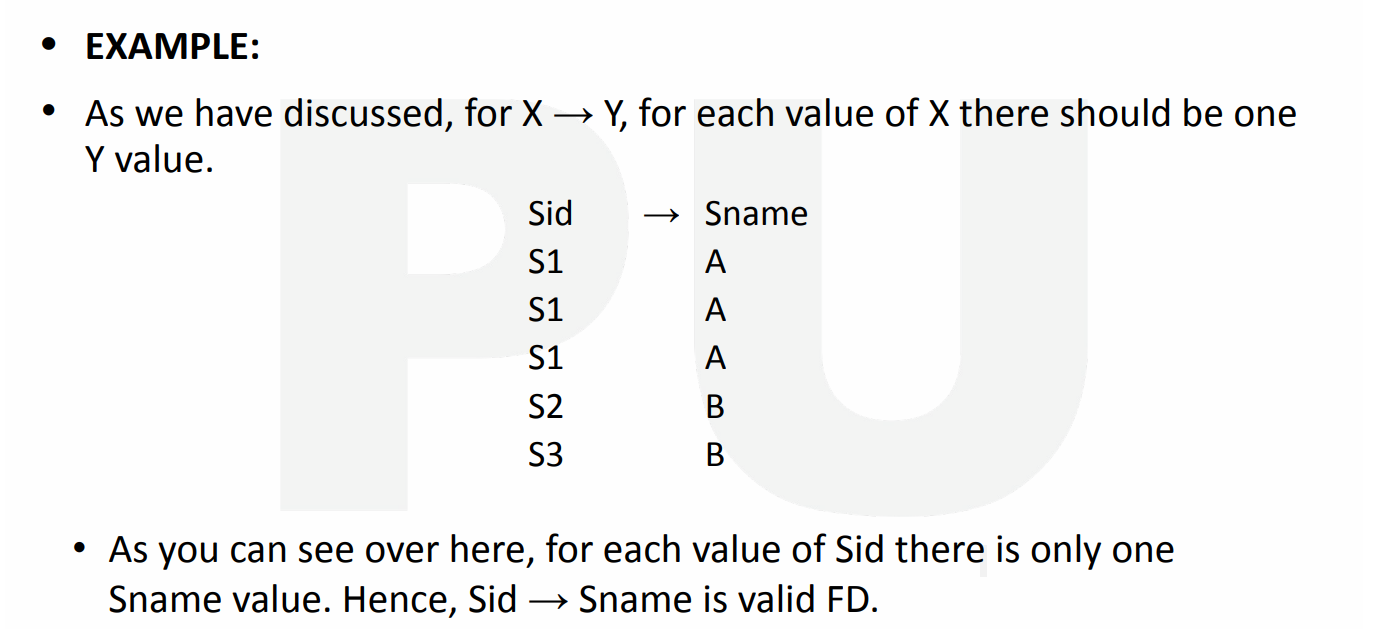 • EXAMPLE:
• As we have discussed, for X → Y, for each value of X there should be one
Y value.
Sid → Sname
S1 A
S1 A
S1 A
S2 B
S3 B
• As you can see over here, for each value of Sid there is only one
Sname value. Hence, Sid → Sname is valid FD.
PU